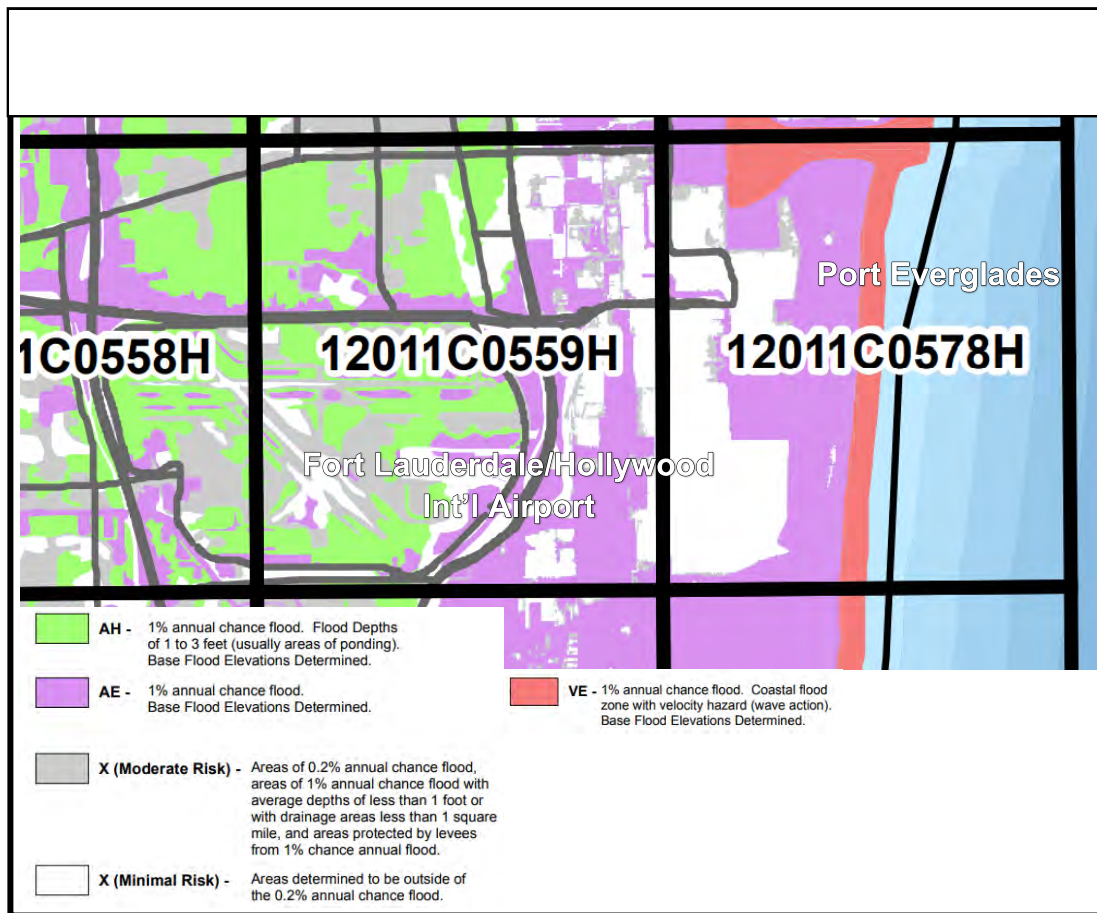 Port Everglades
1C0558H
12011C0559H
12011C0578H
Fort Lauderdale/Hollywood
Int'l Airport
AH - 1% annual chance flood. Flood Depths
of 1 to 3 feet (usually areas of ponding).
Base Flood Elevations Determined.
AE - 1% annual chance flood.
Base Flood Elevations Determined.
VE - 1% annual chance flood. Coastal flood
zone with velocity hazard (wave action).
Base Flood Elevations Determined.
X (Moderate Risk) - Areas of 0.2% annual chance flood,
areas of 1% annual chance flood with
average depths of less than 1 foot or
with drainage areas less than 1 square
mile, and areas protected by levees
from 1% chance annual flood.
X (Minimal Risk) - Areas determined to be outside of
the 0.2% annual chance flood.